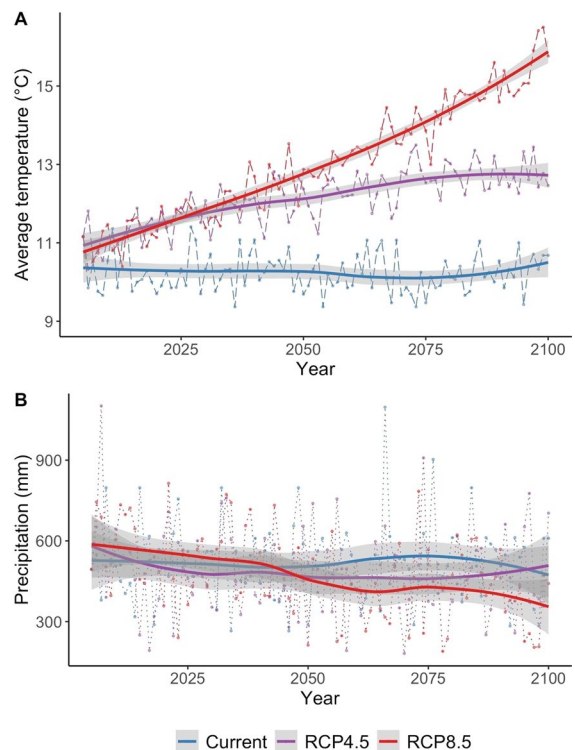 A
Average temperature (°C)
15
13
11
9
2025 2050 2075 2100
Year
B
Precipitation (mm)
900
600
300
2025 2050 2075 2100
Year
Current RCP4.5 RCP8.5